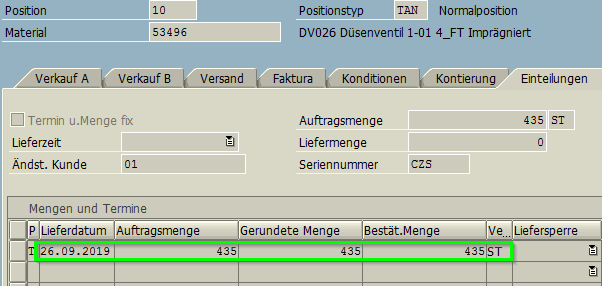 Position 10 Positionstyp TAN Normalposition
Material 53496 DV026 Düsenventil 1-01 4_FT Imprägniert
Verkauf A Verkauf B Versand Faktura Konditionen Kontierung Einteilungen
Termin u.Menge fix Auftragsmenge 435 ST
Lieferzeit Liefermenge 0
Ändst. Kunde 01 Seriennummer CZS
Mengen und Termine
P Lieferdatum Auftragsmenge Gerundete Menge Bestät.Menge Ve... Liefersperre
T 26.09.2019 435 435 435 ST